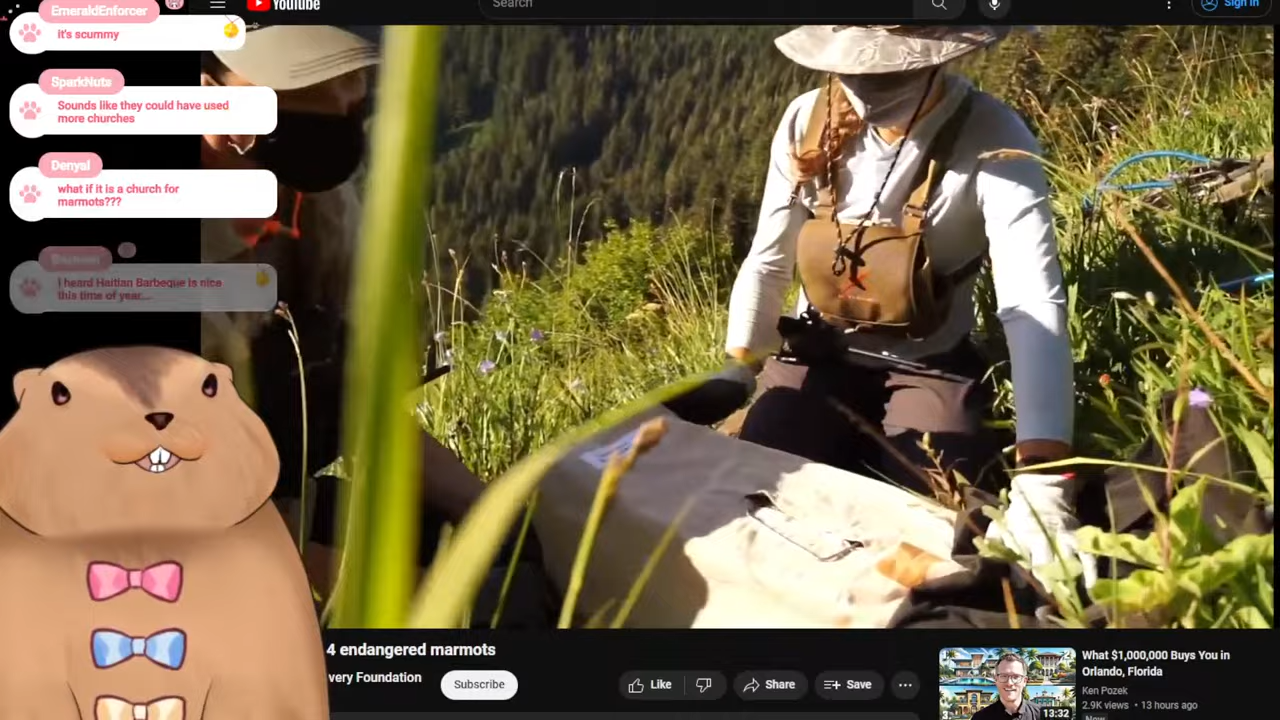 EmeraldEnforcer
it's scummy
SparkNuts
Sounds like they could have used
more churches
Denyal
what if it is a church for
marmots???
I heard Haitian Barbeque is nice
this time of year...
YouTube
Search
Sign in
4 endangered marmots
very Foundation
Subscribe
Like
Share
Save
What $1,000,000 Buys You in
Orlando, Florida
Ken Pozek
2.9K views • 13 hours ago
13:32